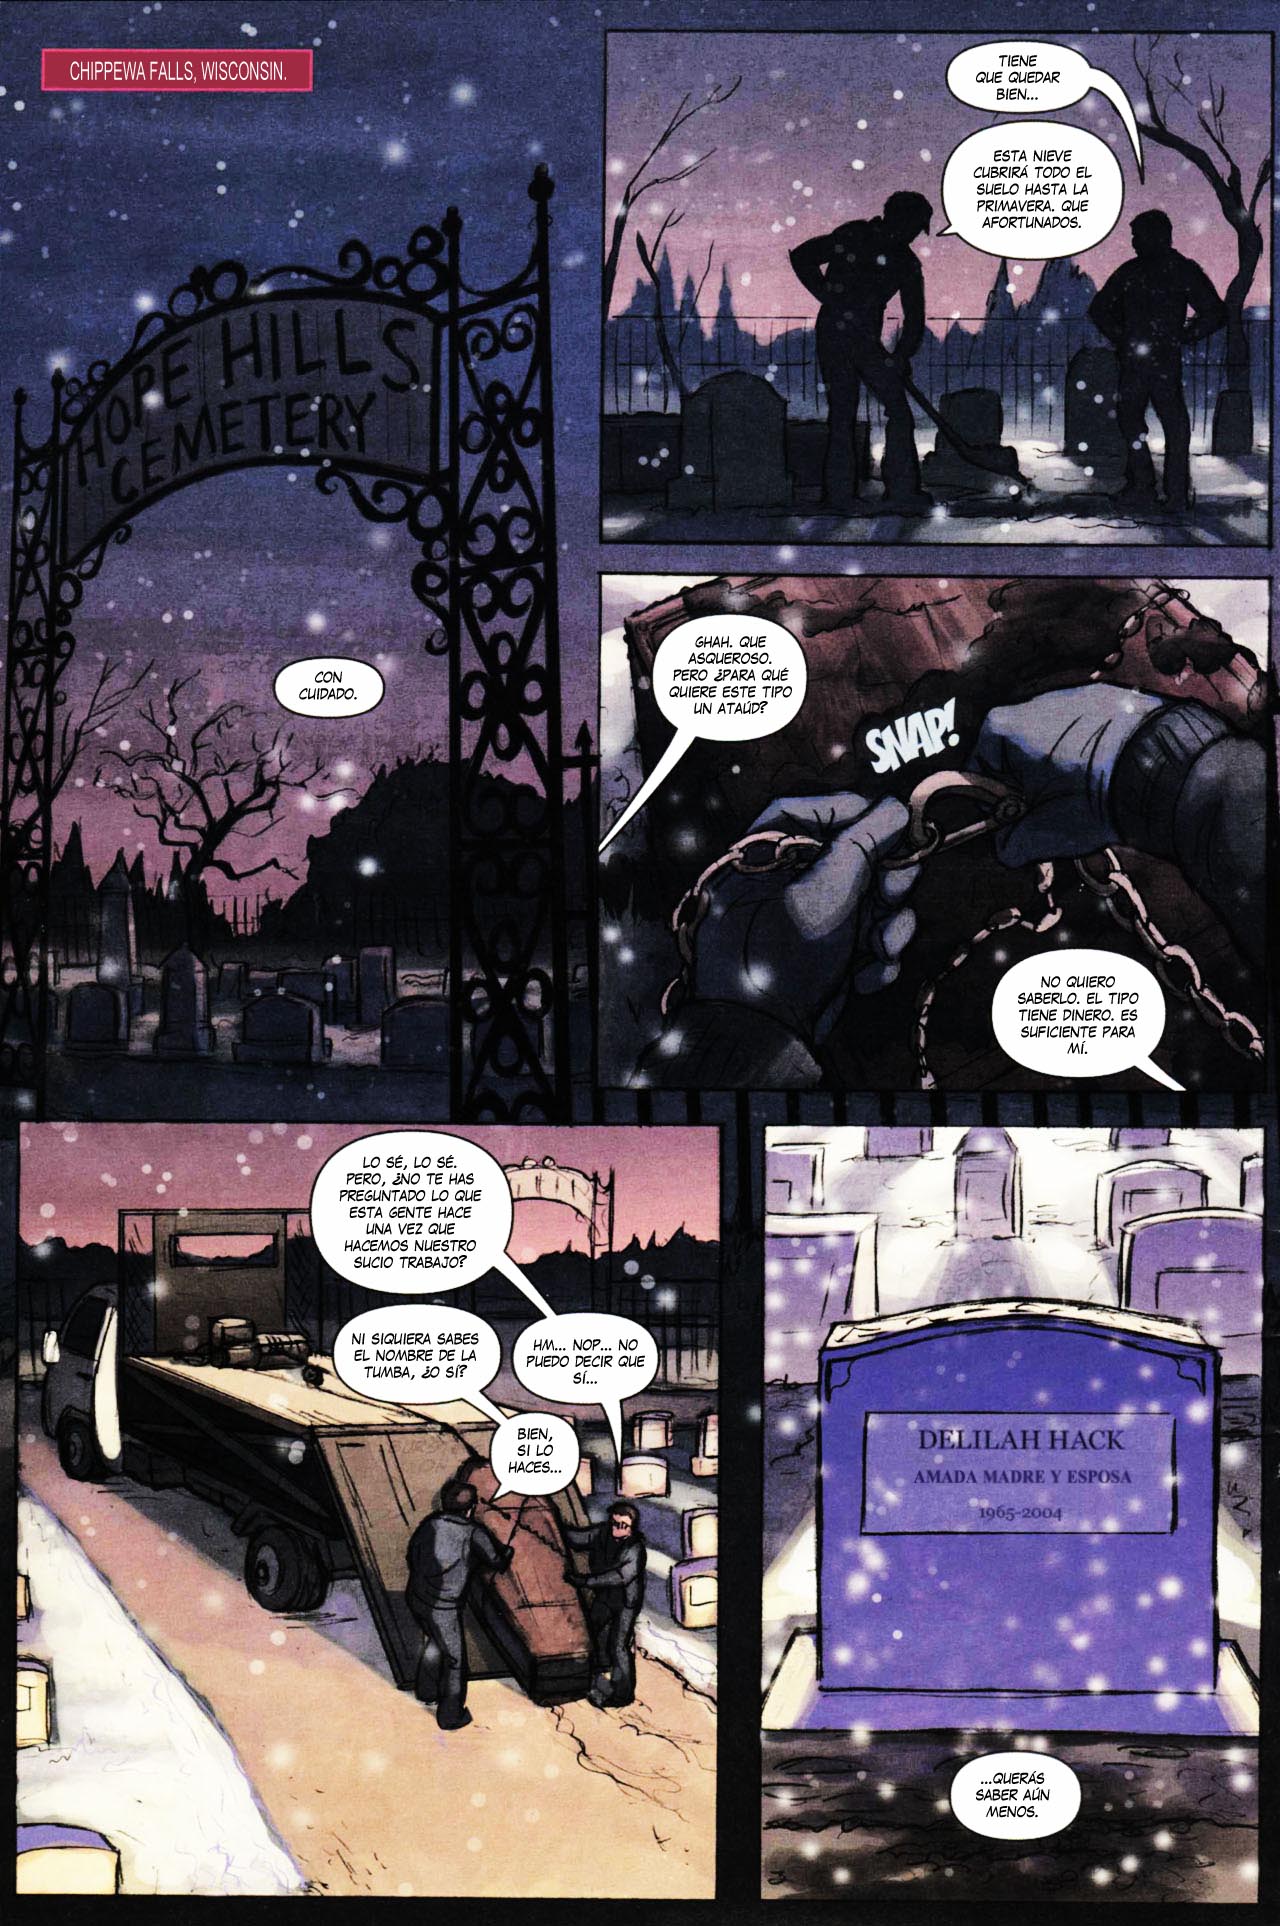 CHIPPEWA FALLS, WISCONSIN.
HOPE HILLS
CEMETERY
CON
CUIDADO.
TIENE
QUE QUEDAR
BIEN...
ESTA NIEVE
CUBRIRÁ TODO EL
SUELO HASTA LA
PRIMAVERA. QUE
AFORTUNADOS.
GHAH. QUE
ASQUEROSO.
PERO ¿PARA QUÉ
QUIERE ESTE TIPO
UN ATAÚD?
SNAP!
NO QUIERO
SABERLO. EL TIPO
TIENE DINERO. ES
SUFICIENTE PARA
MÍ.
LO SÉ, LO SÉ.
PERO, ¿NO TE HAS
PREGUNTADO LO QUE
ESTA GENTE HACE
UNA VEZ QUE
HACEMOS NUESTRO
SUCIO TRABAJO?
HM... NOP... NO
PUEDO DECIR QUE
SÍ...
NI SIQUIERA SABES
EL NOMBRE DE LA
TUMBA, ¿O SÍ?
BIEN,
SI LO
HACES...
DELILAH HACK
AMADA MADRE Y ESPOSA
1965-2004
...QUERÁS
SABER AÚN
MENOS.